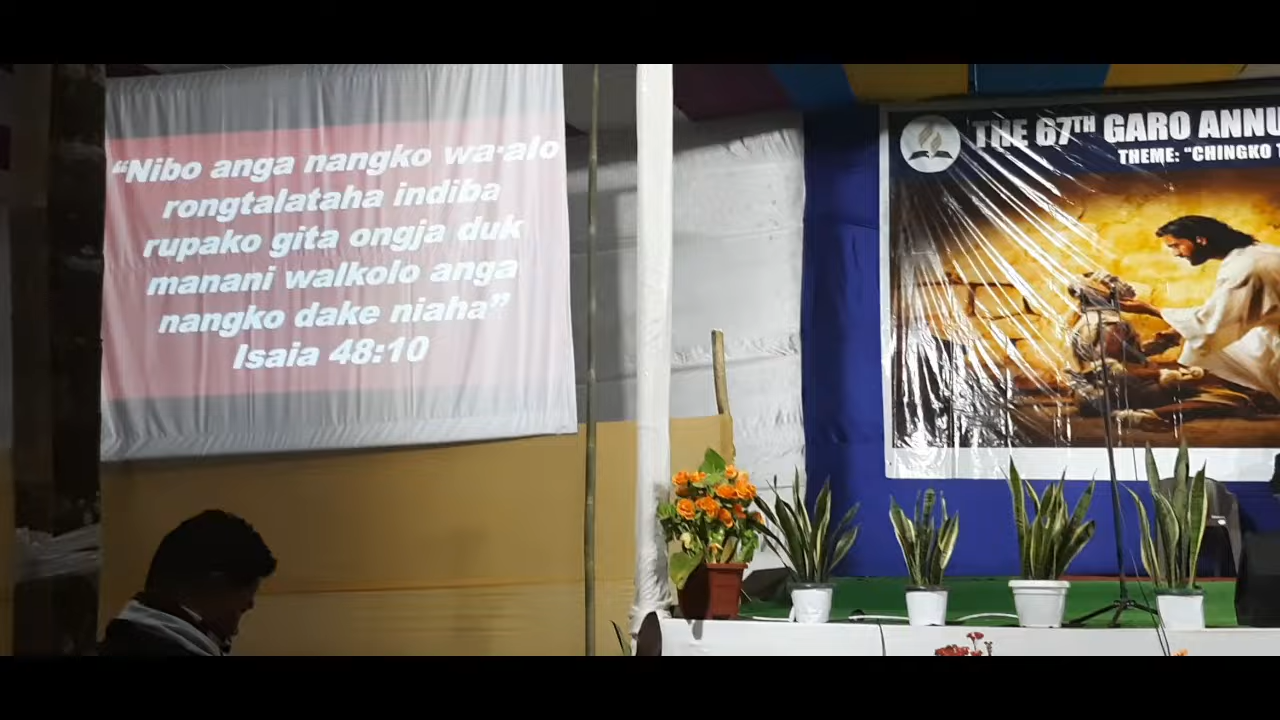 “Nibo anga nangko wa·alo
rongtalataha indiba
rupako gita ongja duk
manani walkolo anga
nangko dake niaha”
Isaia 48:10
THE 67TH GARO ANNU
THEME: “CHINGKO T